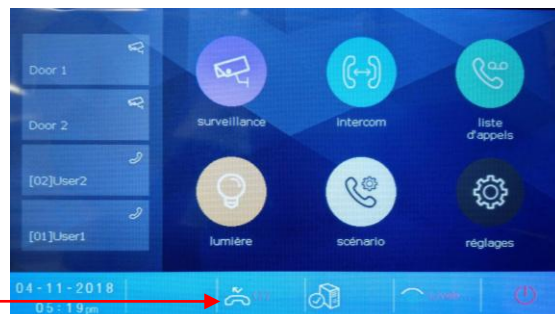 Door 1
Door 2
[02]User2
[01]User1
surveillance
intercom
liste
d'appels
lumière
scénario
réglages
04-11-2018
05:19pm